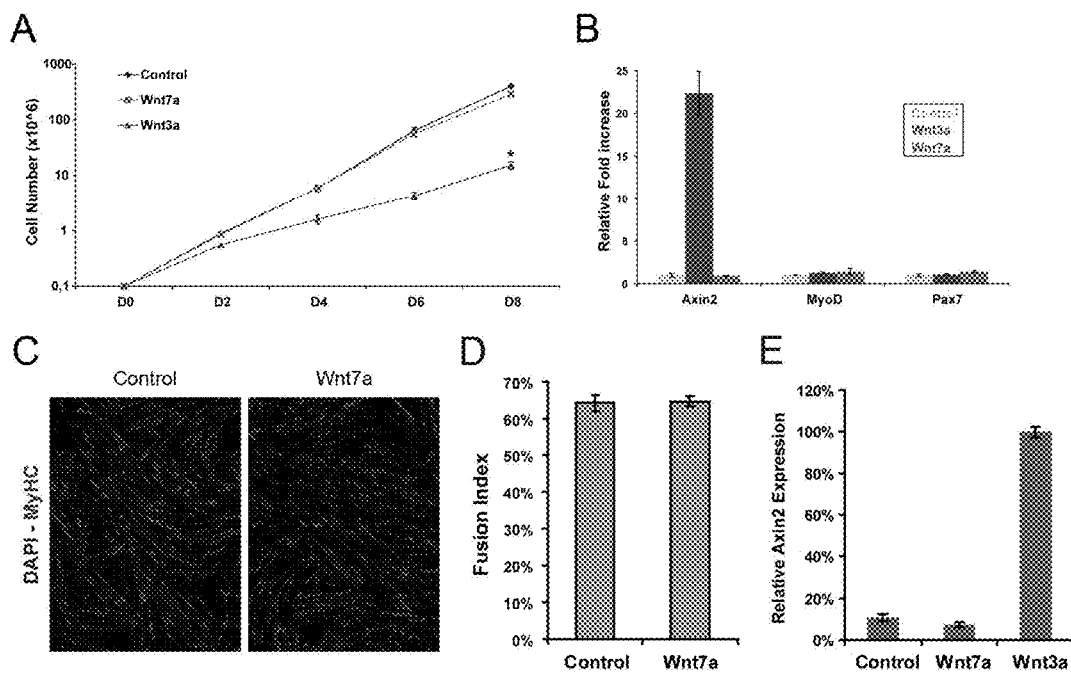 A
1000
100
10
1
0,1
Cell Number (x10^6)
Control
Wnt7a
Wnt3a
*
D0 D2 D4 D6 D8
B
25
20
15
10
0
Relative Fold increase
Control
Wnt3a
Wnt7a
Axin2 MyoD Pax7
C
Control Wnt7a
DAPI - MyHC
D
70%
60%
50%
40%
30%
20%
10%
0%
Fusion Index
Control Wnt7a
E
120%
100%
80%
60%
40%
20%
0%
Relative Axin2 Expression
Control Wnt7a Wnt3a